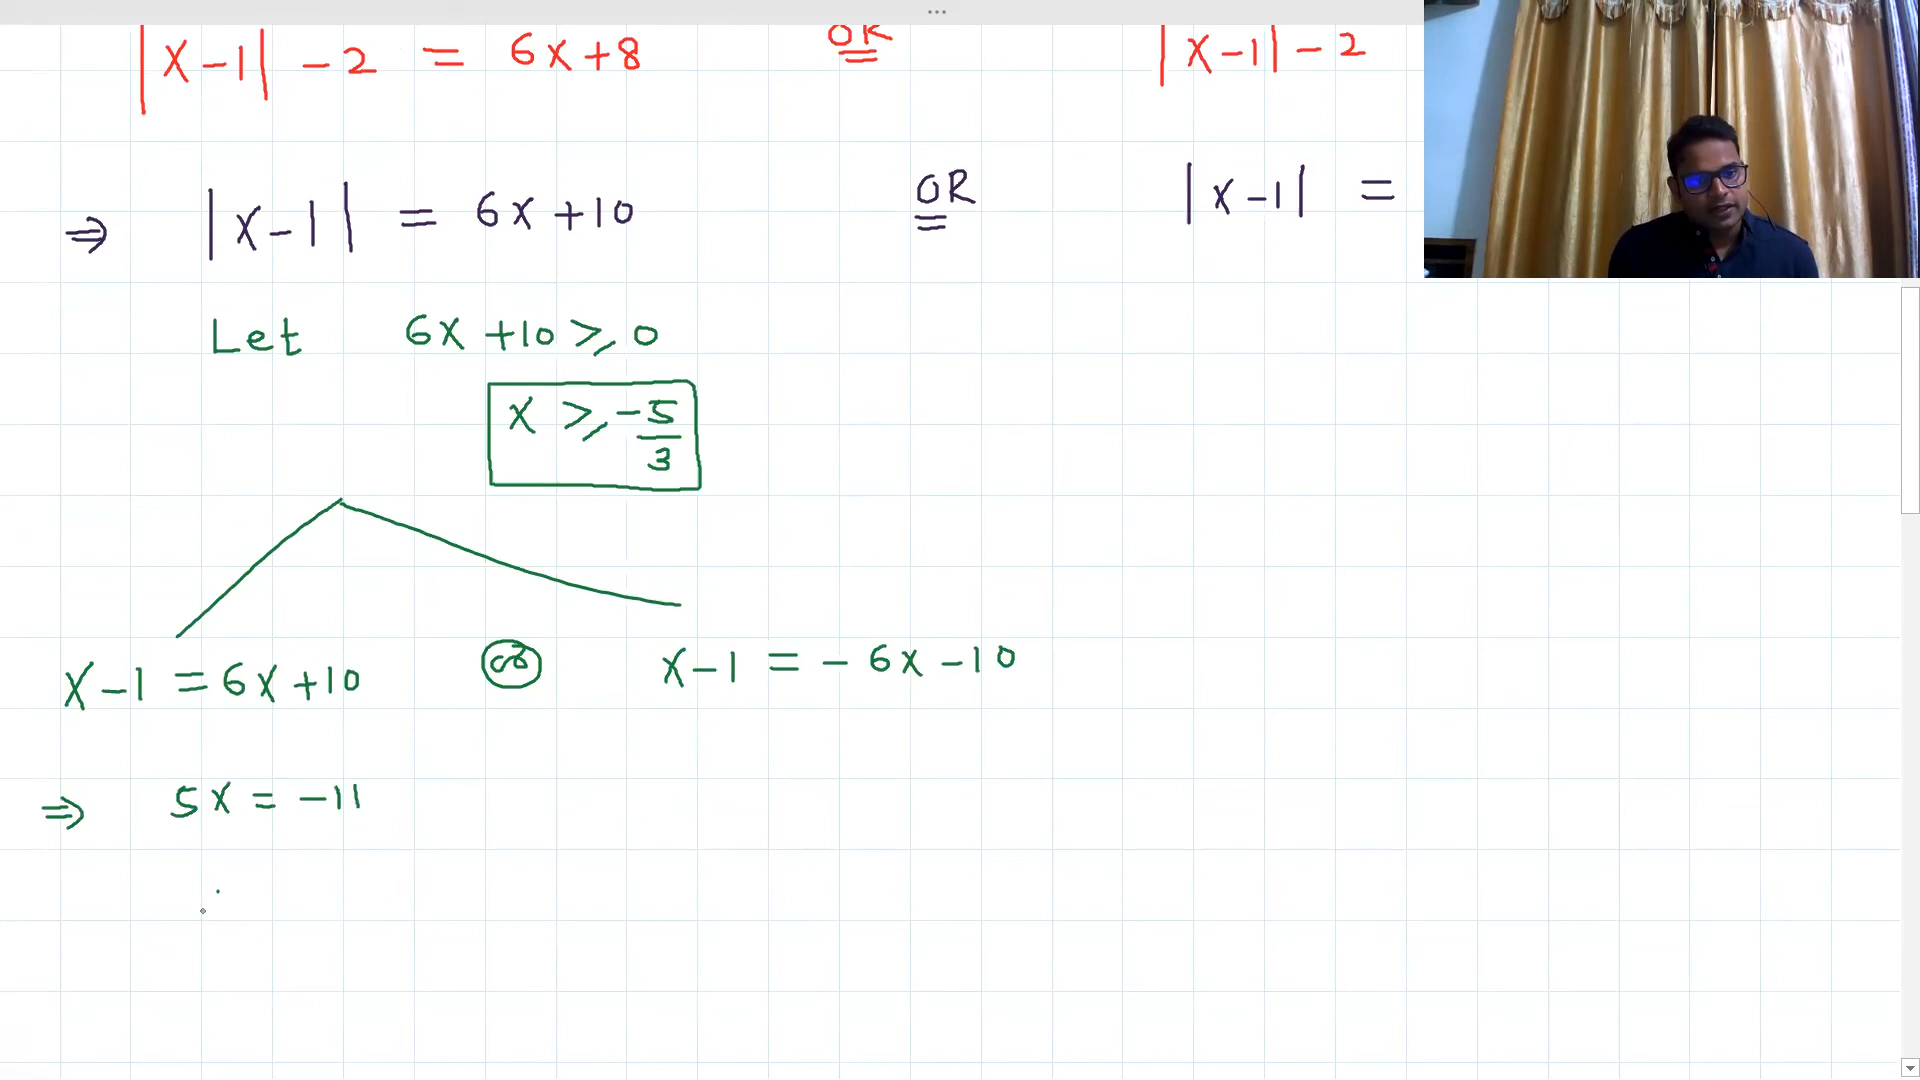 |x-1| - 2 = 6x+8 OR |x-1| - 2
⇒ |x-1| = 6x+10 OR |x-1| =
Let 6x+10 ≥ 0
x ≥ -5/3
x-1 = 6x+10 or x-1 = -6x-10
⇒ 5x = -11